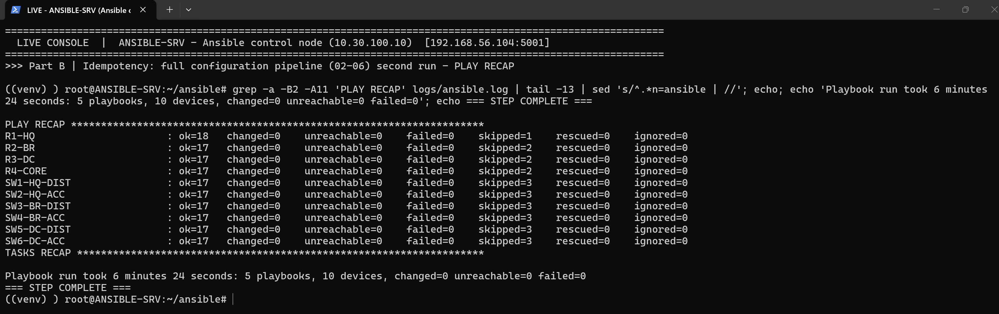 LIVE - ANSIBLE-SRV (Ansible c
==============================================================================================================
LIVE CONSOLE | ANSIBLE-SRV - Ansible control node (10.30.100.10) [192.168.56.104:5001]
==============================================================================================================
>>> Part B | Idempotency: full configuration pipeline (02-06) second run - PLAY RECAP
((venv) ) root@ANSIBLE-SRV:~/ansible# grep -a -B2 -A11 'PLAY RECAP' logs/ansible.log | tail -13 | sed 's/^.*n=ansible | //'; echo; echo 'Playbook run took 6 minutes
24 seconds: 5 playbooks, 10 devices, changed=0 unreachable=0 failed=0'; echo === STEP COMPLETE ===
PLAY RECAP *********************************************************************
R1-HQ : ok=18 changed=0 unreachable=0 failed=0 skipped=1 rescued=0 ignored=0
R2-BR : ok=17 changed=0 unreachable=0 failed=0 skipped=2 rescued=0 ignored=0
R3-DC : ok=17 changed=0 unreachable=0 failed=0 skipped=2 rescued=0 ignored=0
R4-CORE : ok=17 changed=0 unreachable=0 failed=0 skipped=2 rescued=0 ignored=0
SW1-HQ-DIST : ok=17 changed=0 unreachable=0 failed=0 skipped=3 rescued=0 ignored=0
SW2-HQ-ACC : ok=17 changed=0 unreachable=0 failed=0 skipped=3 rescued=0 ignored=0
SW3-BR-DIST : ok=17 changed=0 unreachable=0 failed=0 skipped=3 rescued=0 ignored=0
SW4-BR-ACC : ok=17 changed=0 unreachable=0 failed=0 skipped=3 rescued=0 ignored=0
SW5-DC-DIST : ok=17 changed=0 unreachable=0 failed=0 skipped=3 rescued=0 ignored=0
SW6-DC-ACC : ok=17 changed=0 unreachable=0 failed=0 skipped=3 rescued=0 ignored=0
TASKS RECAP ********************************************************************
Playbook run took 6 minutes 24 seconds: 5 playbooks, 10 devices, changed=0 unreachable=0 failed=0
=== STEP COMPLETE ===
((venv) ) root@ANSIBLE-SRV:~/ansible#